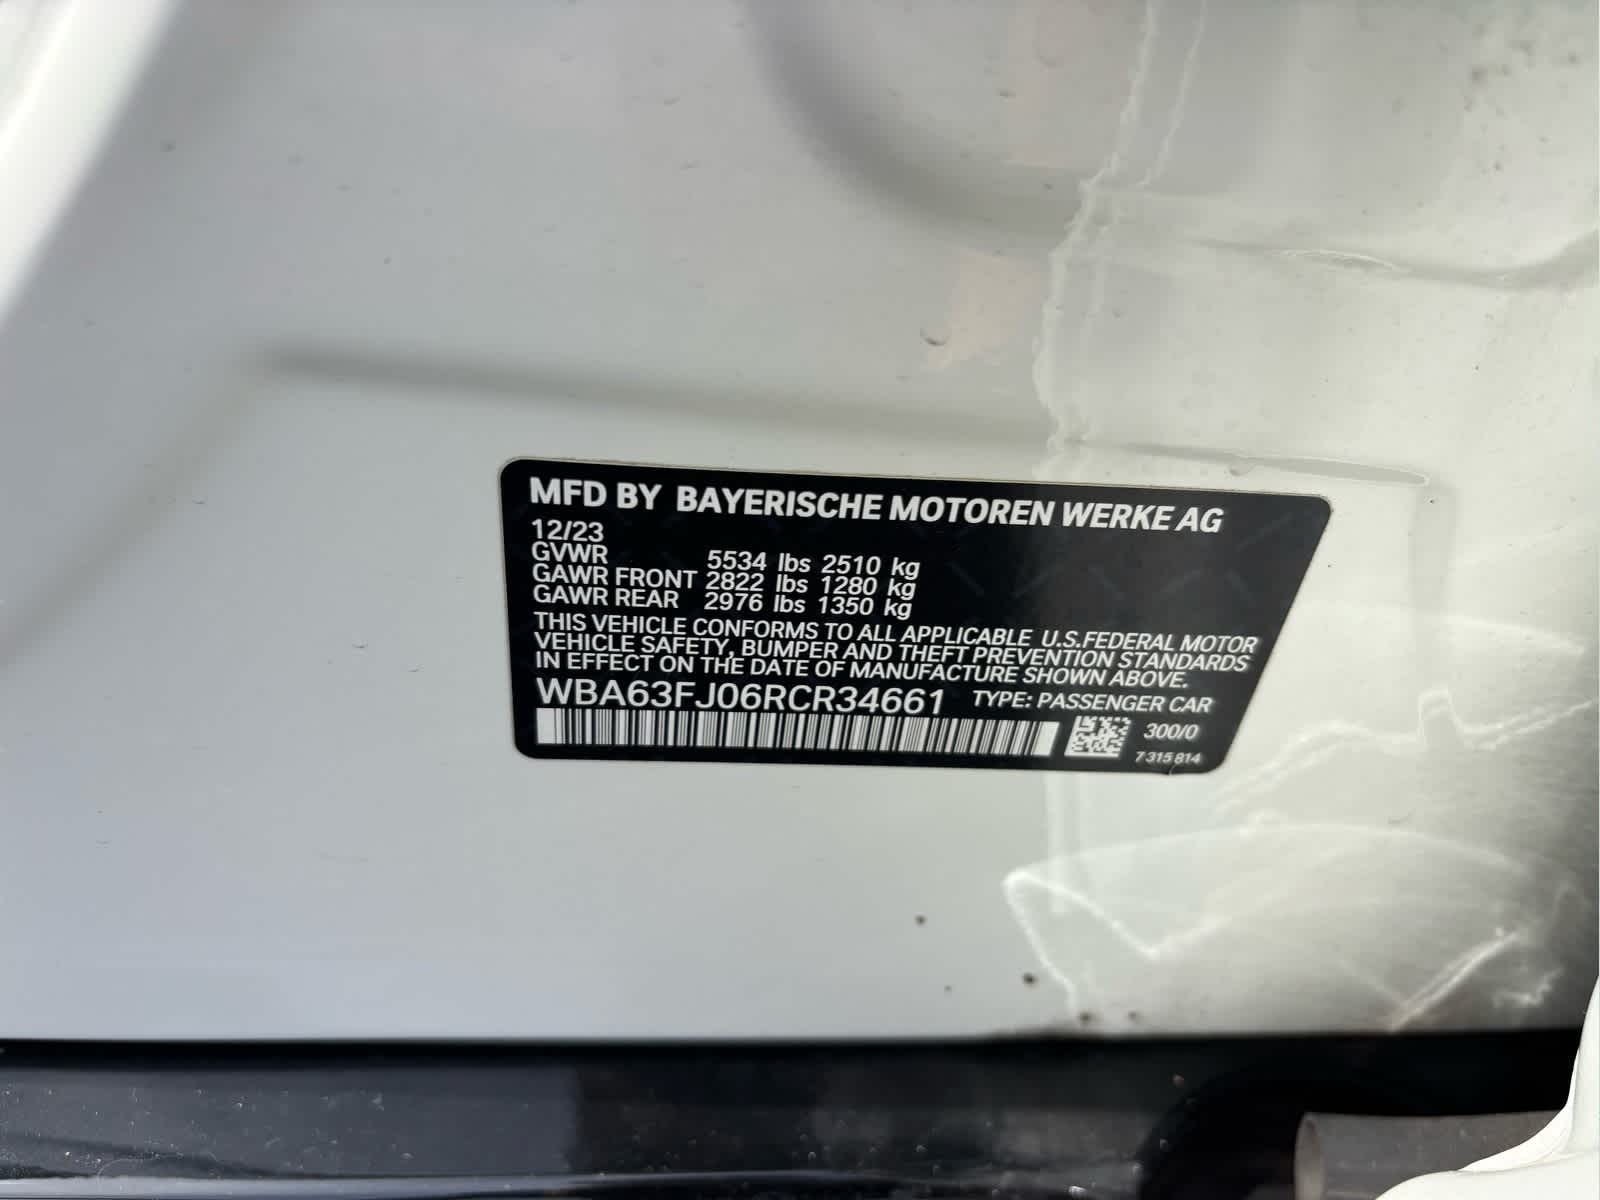 MFD BY BAYERISCHE MOTOREN WERKE AG
12/23
GVWR 5534 lbs 2510 kg
GAWR FRONT 2822 lbs 1280 kg
GAWR REAR 2976 lbs 1350 kg
THIS VEHICLE CONFORMS TO ALL APPLICABLE U.S.FEDERAL MOTOR
VEHICLE SAFETY, BUMPER AND THEFT PREVENTION STANDARDS
IN EFFECT ON THE DATE OF MANUFACTURE SHOWN ABOVE.
WBA63FJ06RCR34661 TYPE: PASSENGER CAR
300/0
7 315 814